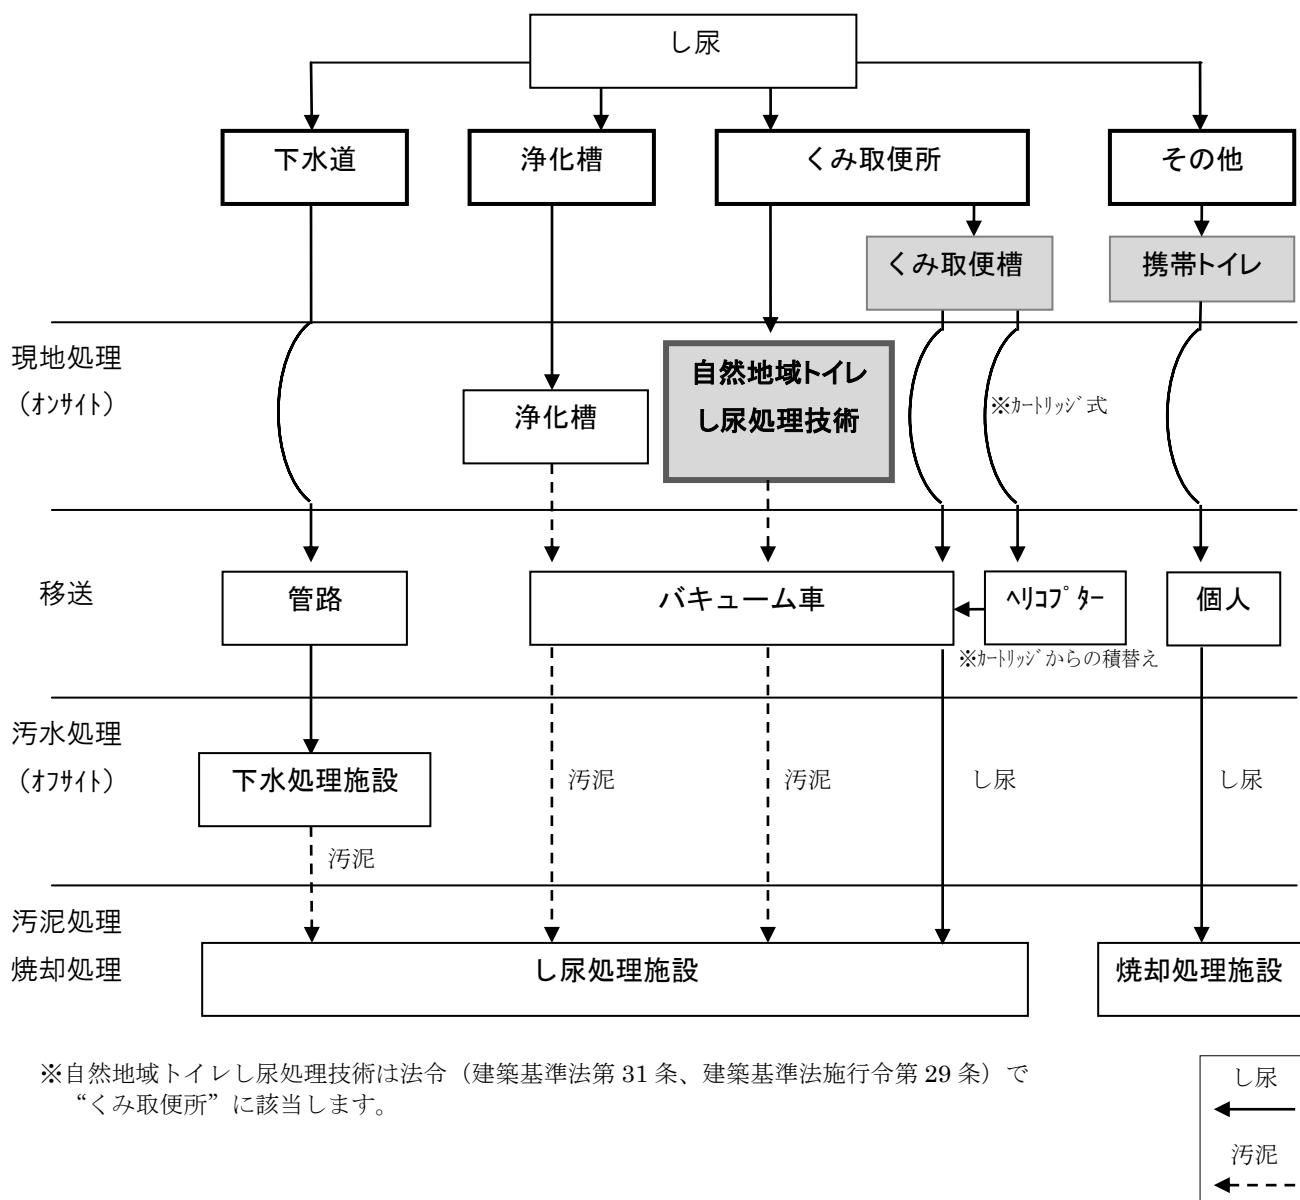 し尿
下水道
浄化槽
くみ取便所
その他
くみ取便槽
携帯トイレ
現地処理
（ｵﾝｻｲﾄ）
自然地域トイレ
し尿処理技術
浄化槽
※ｶｰﾄﾘｯｼﾞ式
移送
管路
バキューム車
ﾍﾘｺﾌﾟﾀｰ
個人
※ｶｰﾄﾘｯｼﾞからの積替え
汚水処理
（ｵﾌｻｲﾄ）
下水処理施設
汚泥
汚泥
し尿
し尿
汚泥
汚泥処理
焼却処理
し尿処理施設
焼却処理施設
※自然地域トイレし尿処理技術は法令（建築基準法第 31 条、建築基準法施行令第 29 条）で
“くみ取便所”に該当します。
し尿
汚泥